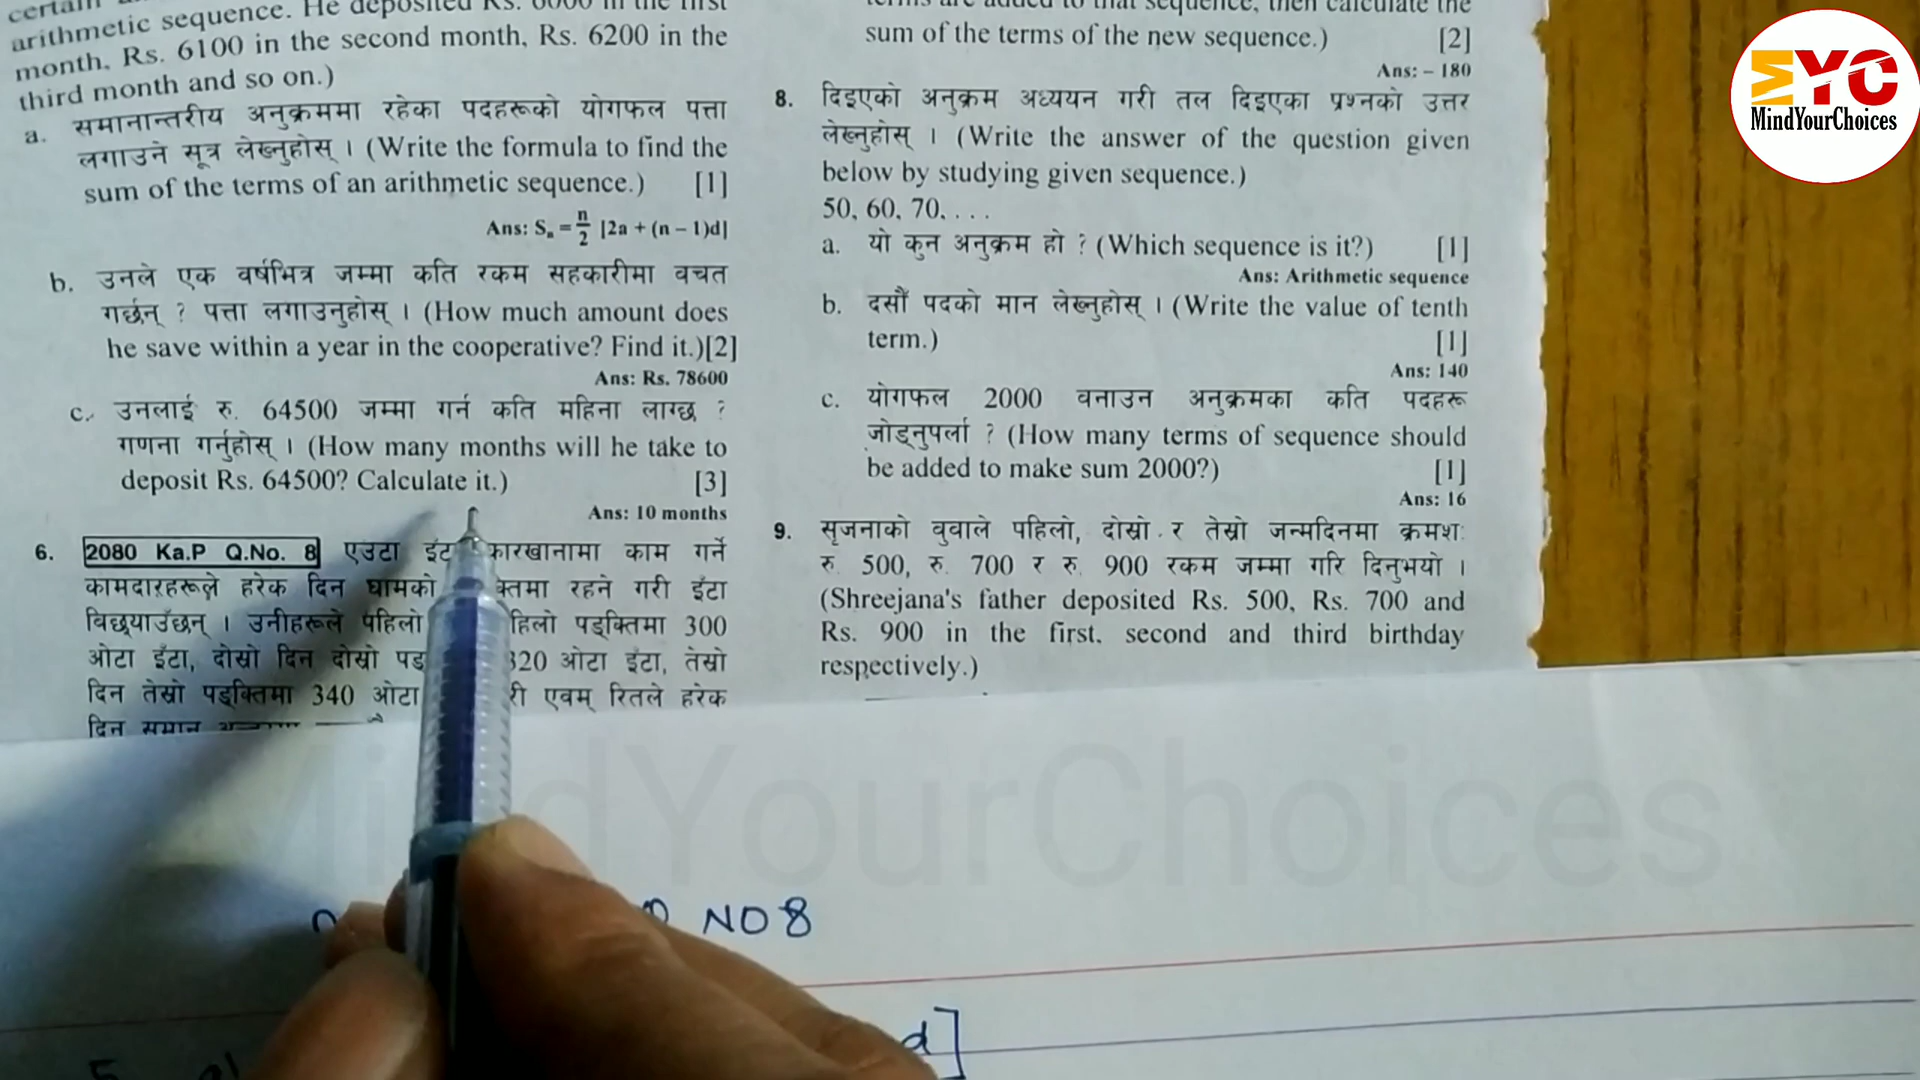 arithmetic sequence. He deposited Rs. 6000 in the first
month, Rs. 6100 in the second month, Rs. 6200 in the
third month and so on.)
a. समानान्तरीय अनुक्रममा रहेका पदहरूको योगफल पत्ता
लगाउने सूत्र लेख्नुहोस् । (Write the formula to find the
sum of the terms of an arithmetic sequence.) [1]
Ans: Sₙ = n/2 [2a + (n – 1)d]
b. उनले एक वर्षभित्र जम्मा कति रकम सहकारीमा वचत
गर्छन् ? पत्ता लगाउनुहोस् । (How much amount does
he save within a year in the cooperative? Find it.)[2]
Ans: Rs. 78600
c. उनलाई रु. 64500 जम्मा गर्न कति महिना लाग्छ ?
गणना गर्नुहोस् । (How many months will he take to
deposit Rs. 64500? Calculate it.) [3]
Ans: 10 months
6. 2080 Ka.P Q.No. 8 एउटा इँटा कारखानामा काम गर्ने
कामदारहरूले हरेक दिन घामको क्तिमा रहने गरी इँटा
बिछ्याउँछन् । उनीहरूले पहिलो हिलो पङ्क्तिमा 300
ओटा इँटा, दोस्रो दिन दोस्रो पङ 320 ओटा इँटा, तेस्रो
दिन तेस्रो पङ्क्तिमा 340 ओटा री एवम् रितले हरेक
दिन समान
terms are added to that sequence, then calculate the
sum of the terms of the new sequence.) [2]
Ans: – 180
8. दिइएको अनुक्रम अध्ययन गरी तल दिइएका प्रश्नको उत्तर
लेख्नुहोस् । (Write the answer of the question given
below by studying given sequence.)
50, 60, 70, . . .
a. यो कुन अनुक्रम हो ? (Which sequence is it?) [1]
Ans: Arithmetic sequence
b. दसौं पदको मान लेख्नुहोस् । (Write the value of tenth
term.) [1]
Ans: 140
c. योगफल 2000 वनाउन अनुक्रमका कति पदहरू
जोड्नुपर्ला ? (How many terms of sequence should
be added to make sum 2000?) [1]
Ans: 16
9. सृजनाको वुवाले पहिलो, दोस्रो र तेस्रो जन्मदिनमा क्रमशः
रु. 500, रु. 700 र रु. 900 रकम जम्मा गरि दिनुभयो ।
(Shreejana's father deposited Rs. 500, Rs. 700 and
Rs. 900 in the first, second and third birthday
respectively.)
MYC
MindYourChoices
MindYourChoices
NO 8
d]
5 a)